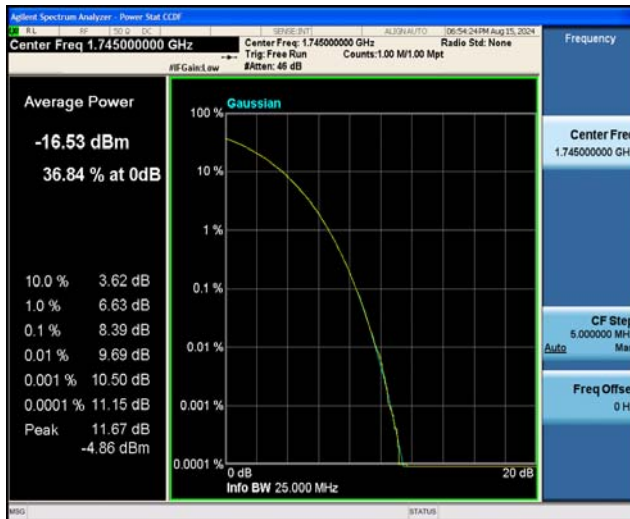 Agilent Spectrum Analyzer - Power Stat CCDF
RL RF 50 Ω DC SENSE:INT ALIGN AUTO 06:54:24 PM Aug 15, 2024
Center Freq 1.745000000 GHz
Center Freq: 1.745000000 GHz Radio Std: None
Trig: Free Run Counts:1.00 M/1.00 Mpt
#IFGain:Low #Atten: 46 dB
Frequency
Average Power
-16.53 dBm
36.84 % at 0dB
10.0 % 3.62 dB
1.0 % 6.63 dB
0.1 % 8.39 dB
0.01 % 9.69 dB
0.001 % 10.50 dB
0.0001 % 11.15 dB
Peak 11.67 dB
-4.86 dBm
Gaussian
100 %
10 %
1 %
0.1 %
0.01 %
0.001 %
0.0001 %
0 dB 20 dB
Info BW 25.000 MHz
Center Fre
1.745000000 GH
CF Step
5.000000 MH
Auto Ma
Freq Offse
0 H
MSG STATUS